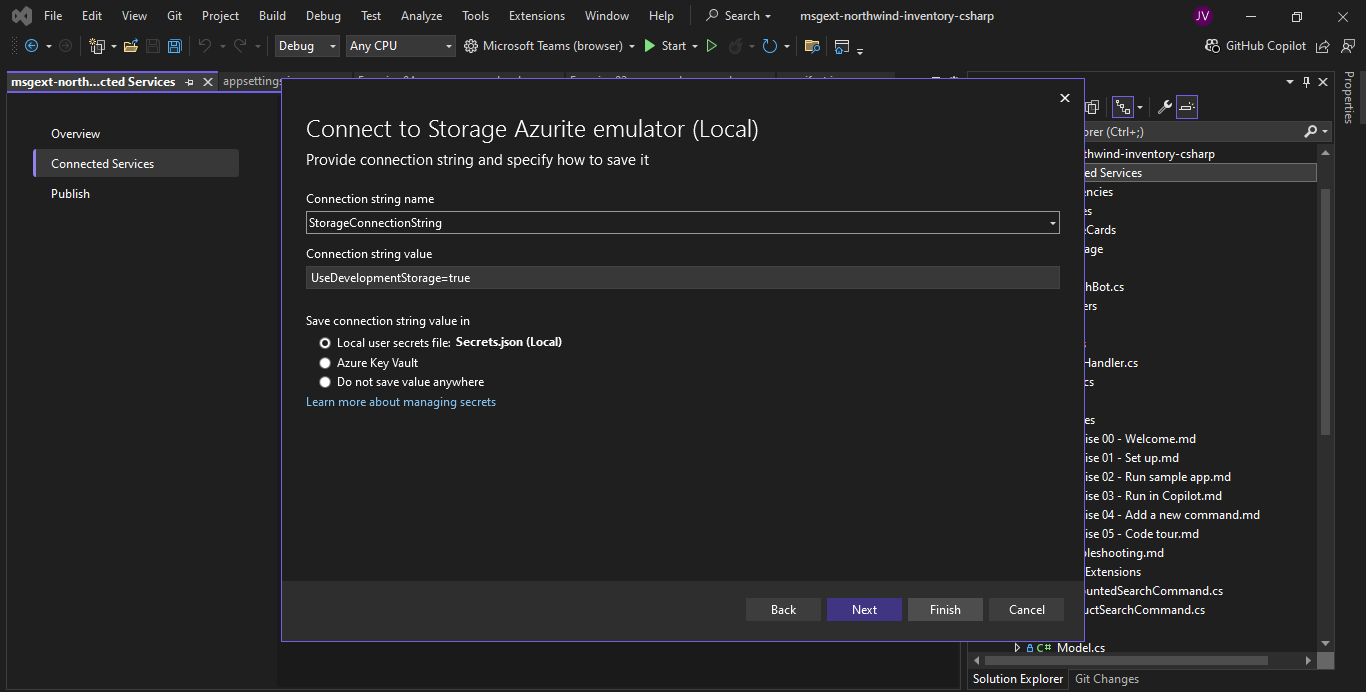 File Edit View Git Project Build Debug Test Analyze Tools Extensions Window Help Search msgext-northwind-inventory-csharp JV
Debug Any CPU Microsoft Teams (browser) Start GitHub Copilot
msgext-north...cted Services
Overview
Connected Services
Publish
Connect to Storage Azurite emulator (Local)
Provide connection string and specify how to save it
Connection string name
StorageConnectionString
Connection string value
UseDevelopmentStorage=true
Save connection string value in
Local user secrets file: Secrets.json (Local)
Azure Key Vault
Do not save value anywhere
Learn more about managing secrets
Back Next Finish Cancel
Properties
orer (Ctrl+;)
thwind-inventory-csharp
ed Services
ncies
es
eCards
age
hBot.cs
ers
s
Handler.cs
cs
es
ise 00 - Welcome.md
ise 01 - Set up.md
ise 02 - Run sample app.md
ise 03 - Run in Copilot.md
ise 04 - Add a new command.md
ise 05 - Code tour.md
bleshooting.md
Extensions
ountedSearchCommand.cs
uctSearchCommand.cs
C# Model.cs
Solution Explorer Git Changes